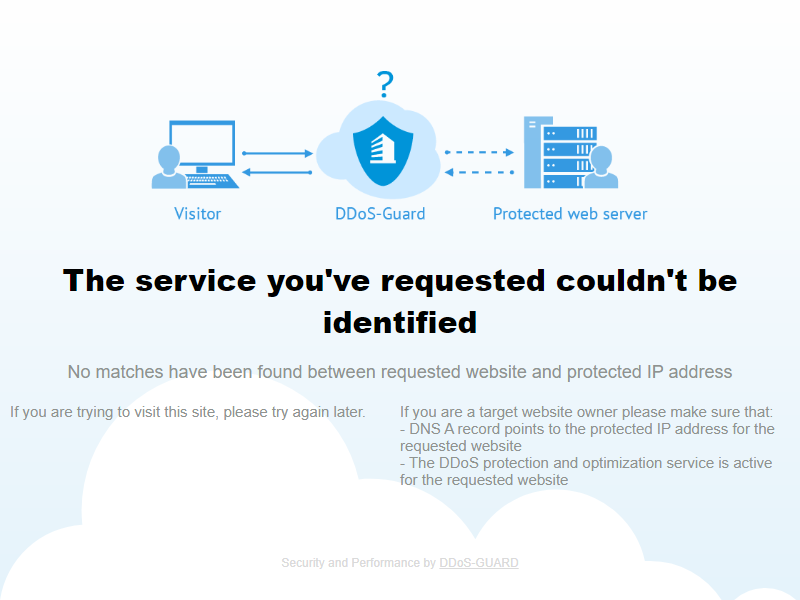 ?
Visitor
DDoS-Guard
Protected web server
The service you've requested couldn't be
identified
No matches have been found between requested website and protected IP address
If you are trying to visit this site, please try again later.
If you are a target website owner please make sure that:
- DNS A record points to the protected IP address for the
requested website
- The DDoS protection and optimization service is active
for the requested website
Security and Performance by DDoS-GUARD